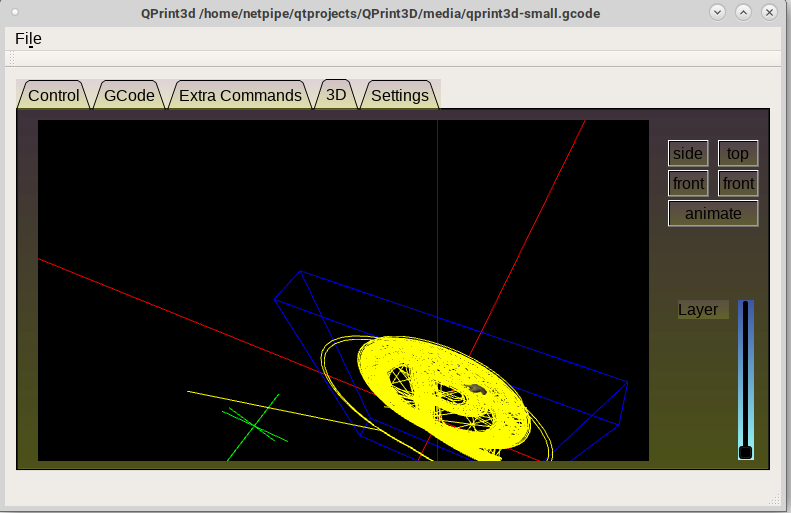 QPrint3d /home/netpipe/qtprojects/QPrint3D/media/qprint3d-small.gcode
File
Control GCode Extra Commands 3D Settings
side top
front front
animate
Layer